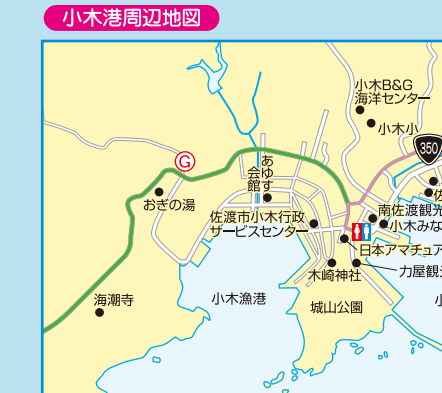 小木港周辺地図
小木B&G
海洋センター
小木小
350
G
あゆす
会館
おぎの湯
佐渡市小木行政
サービスセンター
南佐渡観光
小木みな
日本アマチュア
力屋観光
木崎神社
海潮寺
小木漁港
城山公園